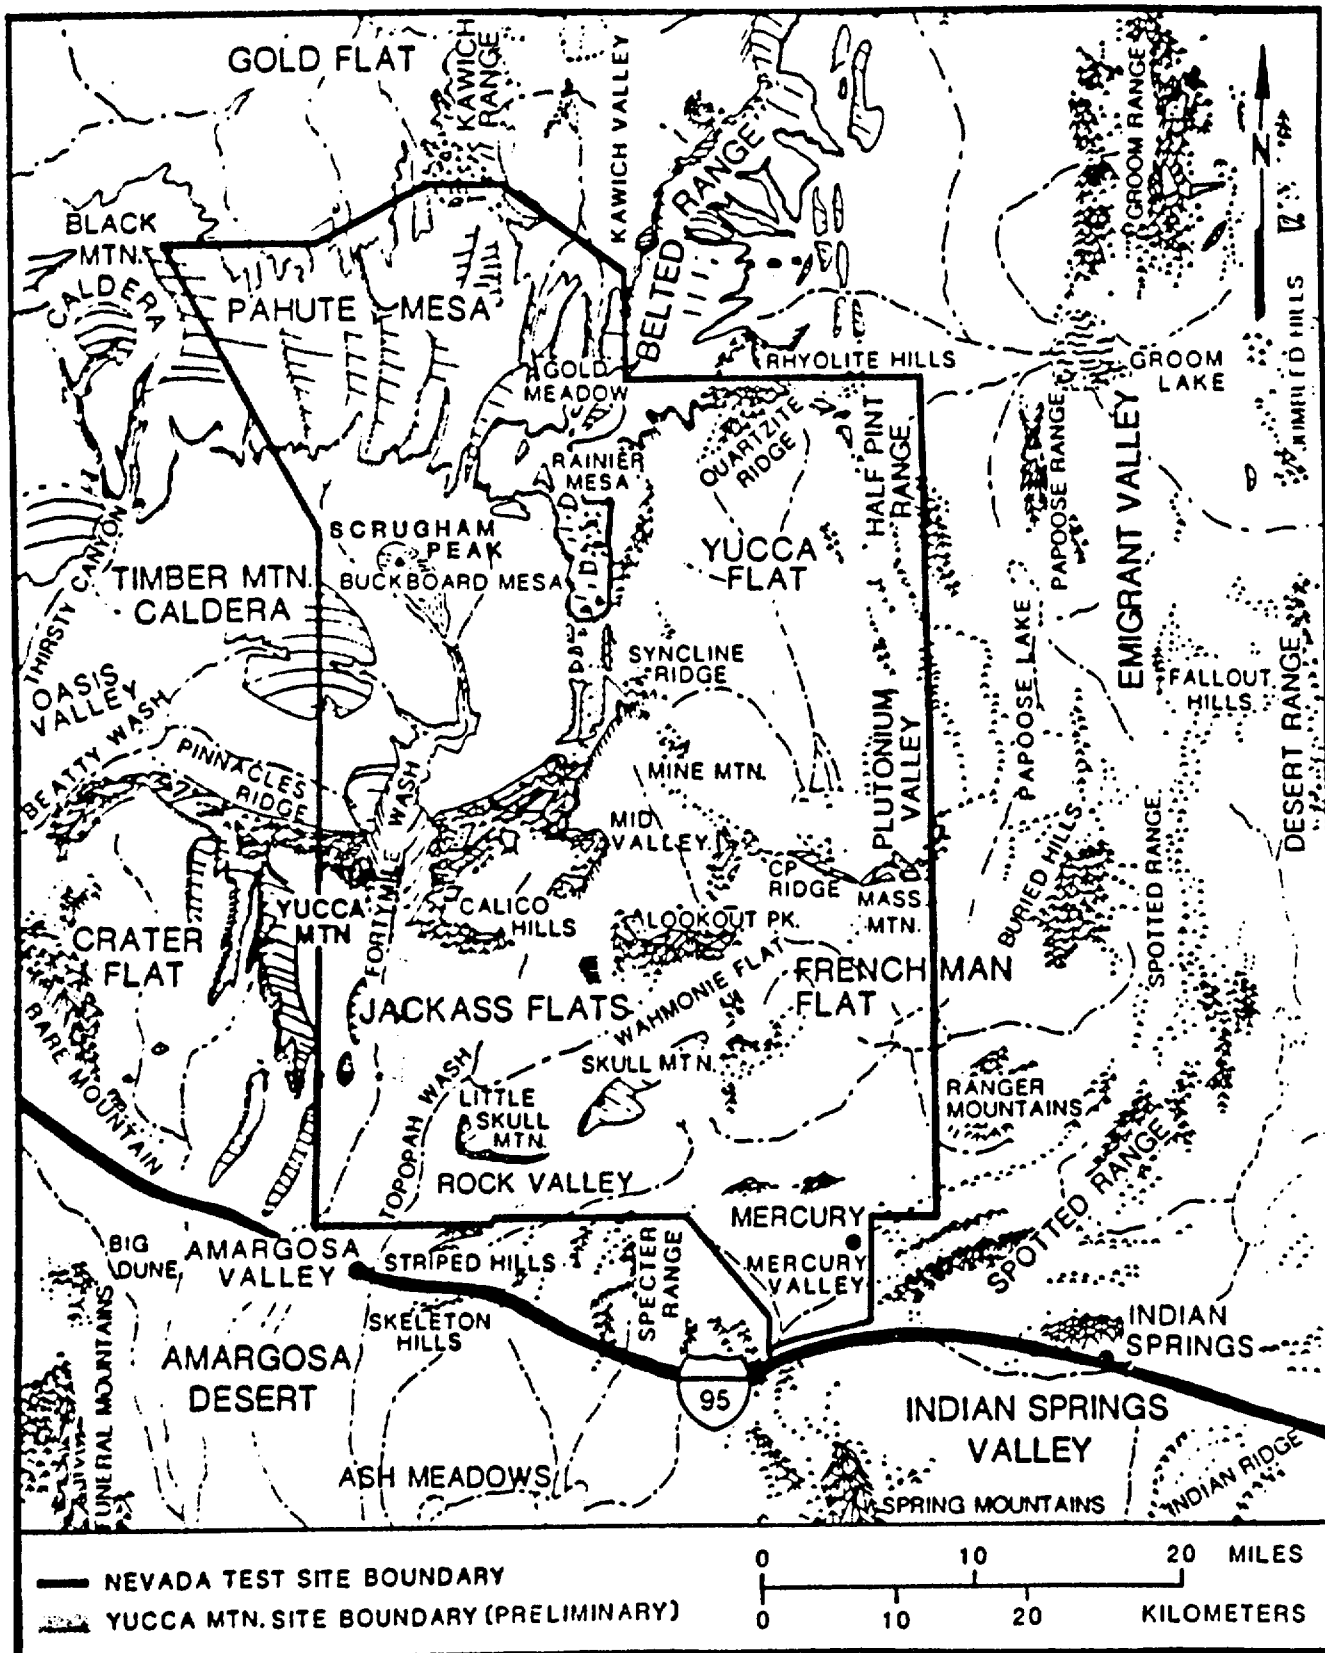 GOLD FLAT
KAWICH
RANGE
KAWICH VALLEY
BELTED RANGE
GROOM RANGE
N
BLACK
MTN.
CALDERA
PAHUTE MESA
GOLD
MEADOW
RHYOLITE HILLS
GROOM
LAKE
JUMBLED HILLS
QUARTZITE
RIDGE
HALF PINT
RANGE
PAPOOSE RANGE
EMIGRANT VALLEY
RAINIER
MESA
SCRUGHAM
PEAK
BUCKBOARD MESA
YUCCA
FLAT
THIRSTY CANYON
TIMBER MTN.
CALDERA
OASIS
VALLEY
BEATTY WASH
PINNACLES
RIDGE
SYNCLINE
RIDGE
PLUTONIUM
VALLEY
PAPOOSE LAKE
FALLOUT
HILLS
DESERT RANGE
MINE MTN.
MID
VALLEY
CP
RIDGE
MASS
MTN.
BURIED HILLS
SPOTTED RANGE
FORTYMILE WASH
YUCCA
MTN
CALICO
HILLS
LOOKOUT PK.
CRATER
FLAT
BARE MOUNTAIN
JACKASS FLATS
WAHMONIE FLAT
FRENCHMAN
FLAT
SKULL MTN.
LITTLE
SKULL
MTN.
TOPOPAH WASH
RANGER
MOUNTAINS
ROCK VALLEY
MERCURY
MERCURY
VALLEY
SPOTTED RANGE
BIG
DUNE
AMARGOSA
VALLEY
STRIPED HILLS
SPECTER
RANGE
SKELETON
HILLS
INDIAN
SPRINGS
FUNERAL MOUNTAINS
AMARGOSA
DESERT
95
INDIAN SPRINGS
VALLEY
ASH MEADOWS
SPRING MOUNTAINS
INDIAN RIDGE
NEVADA TEST SITE BOUNDARY
YUCCA MTN. SITE BOUNDARY (PRELIMINARY)
0 10 20 MILES
0 10 20 KILOMETERS